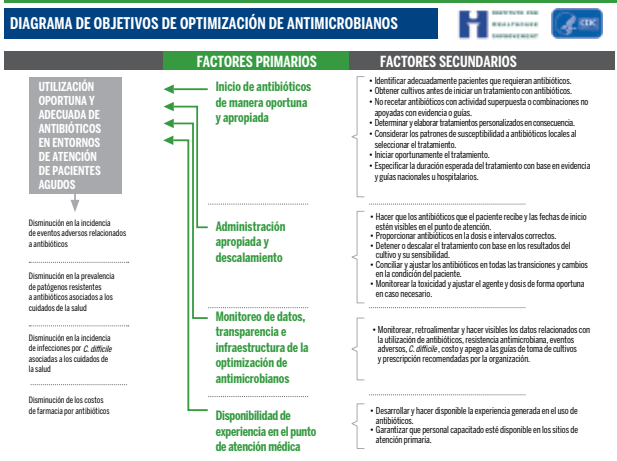 DIAGRAMA DE OBJETIVOS DE OPTIMIZACIÓN DE ANTIMICROBIANOS
INSTITUTE FOR
HEALTHCARE
IMPROVEMENT
CDC
FACTORES PRIMARIOS
FACTORES SECUNDARIOS
UTILIZACIÓN
OPORTUNA Y
ADECUADA DE
ANTIBIÓTICOS
EN ENTORNOS
DE ATENCIÓN
DE PACIENTES
AGUDOS
Disminución en la incidencia
de eventos adversos relacionados
a antibióticos
Disminución en la prevalencia
de patógenos resistentes
a antibióticos asociados a los
cuidados de la salud
Disminución en la incidencia
de infecciones por C. difficile
asociadas a los cuidados de
la salud
Disminución de los costos
de farmacia por antibióticos
Inicio de antibióticos
de manera oportuna
y apropiada
• Identificar adecuadamente pacientes que requieran antibióticos.
• Obtener cultivos antes de iniciar un tratamiento con antibióticos.
• No recetar antibióticos con actividad superpuesta o combinaciones no
apoyadas con evidencia o guías.
• Determinar y elaborar tratamientos personalizados en consecuencia.
• Considerar los patrones de susceptibilidad a antibióticos locales al
seleccionar el tratamiento.
• Iniciar oportunamente el tratamiento.
• Especificar la duración esperada del tratamiento con base en evidencia
y guías nacionales u hospitalarios.
Administración
apropiada y
descalamiento
• Hacer que los antibióticos que el paciente recibe y las fechas de inicio
estén visibles en el punto de atención.
• Proporcionar antibióticos en la dosis e intervalos correctos.
• Detener o descalar el tratamiento con base en los resultados del
cultivo y su sensibilidad.
• Conciliar y ajustar los antibióticos en todas las transiciones y cambios
en la condición del paciente.
• Monitorear la toxicidad y ajustar el agente y dosis de forma oportuna
en caso necesario.
Monitoreo de datos,
transparencia e
infraestructura de la
optimización de
antimicrobianos
• Monitorear, retroalimentar y hacer visibles los datos relacionados con
la utilización de antibióticos, resistencia antimicrobiana, eventos
adversos, C. difficile, costo y apego a las guías de toma de cultivos
y prescripción recomendadas por la organización.
Disponibilidad de
experiencia en el punto
de atención médica
• Desarrollar y hacer disponible la experiencia generada en el uso de
antibióticos.
• Garantizar que personal capacitado esté disponible en los sitios de
atención primaria.